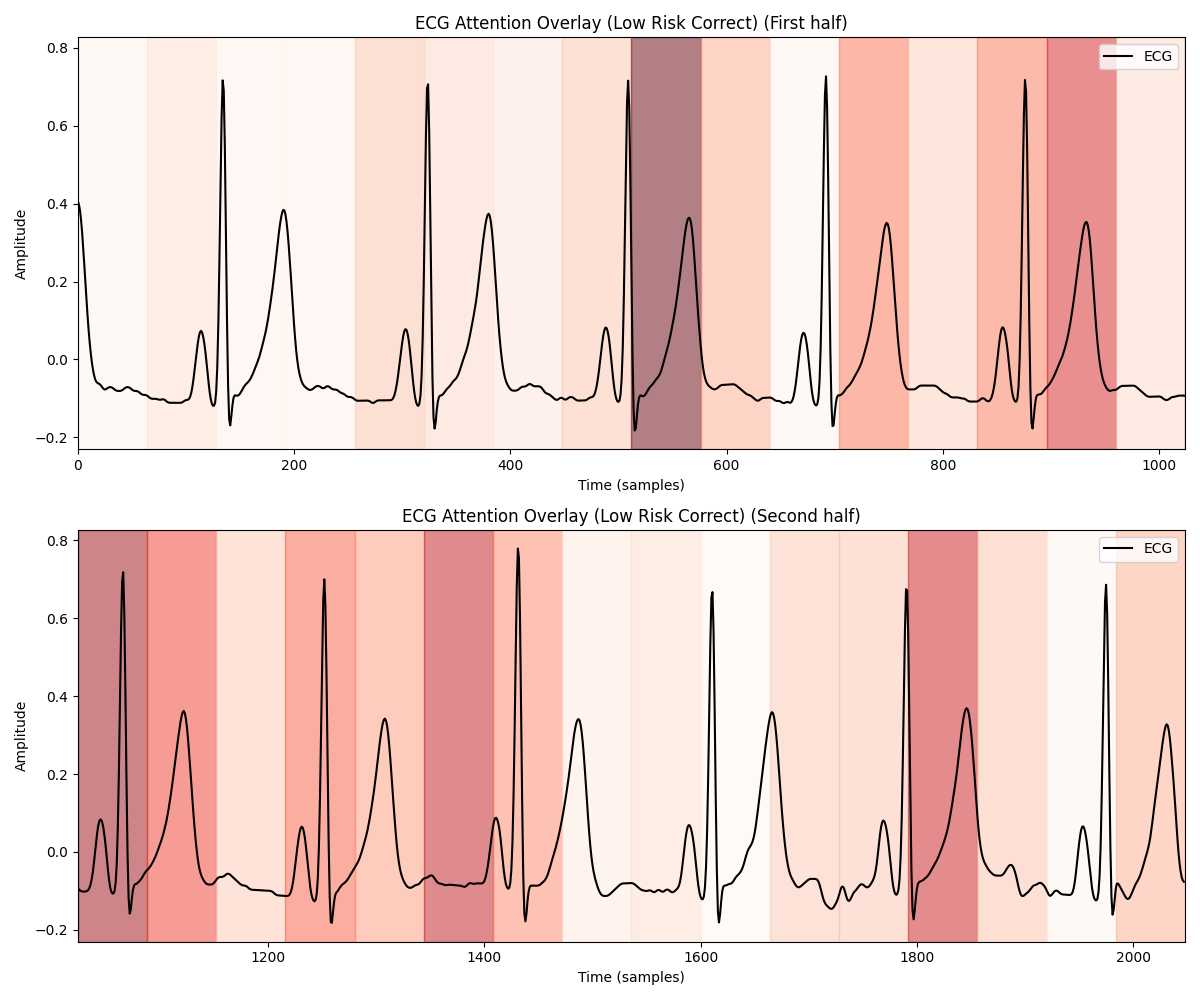 ECG Attention Overlay (Low Risk Correct) (First half)
ECG
Amplitude
0.8
0.6
0.4
0.2
0.0
−0.2
0 200 400 600 800 1000
Time (samples)
ECG Attention Overlay (Low Risk Correct) (Second half)
ECG
Amplitude
0.8
0.6
0.4
0.2
0.0
−0.2
1200 1400 1600 1800 2000
Time (samples)